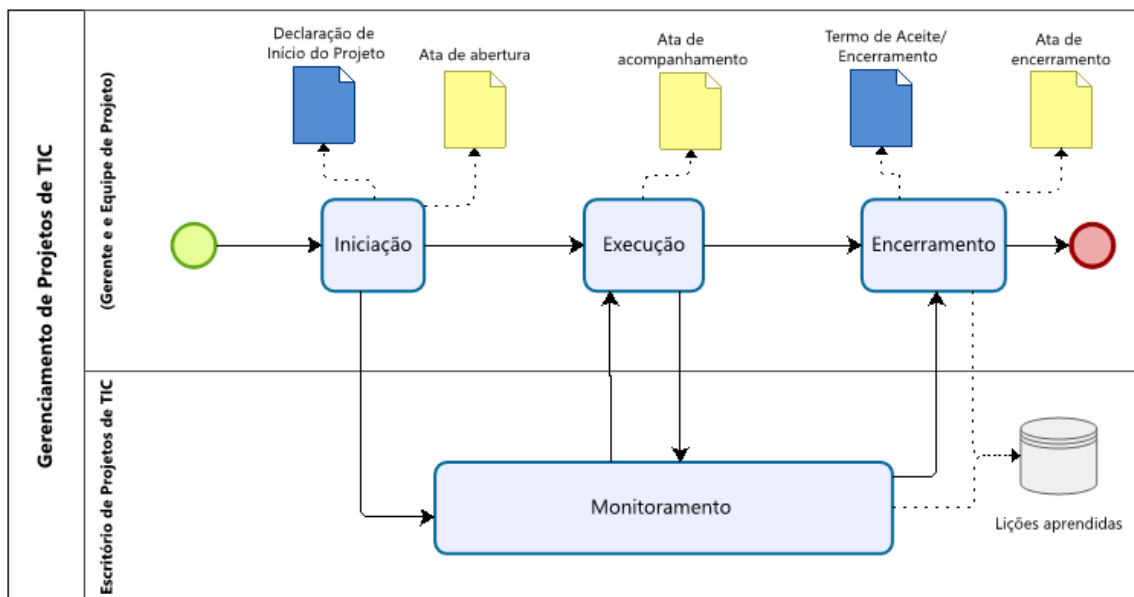 Gerenciamento de Projetos de TIC
(Gerente e e Equipe de Projeto)
Declaração de
Início do Projeto
Ata de abertura
Ata de
acompanhamento
Termo de Aceite/
Encerramento
Ata de
encerramento
Iniciação
Execução
Encerramento
Escritório de Projetos de TIC
Monitoramento
Lições aprendidas